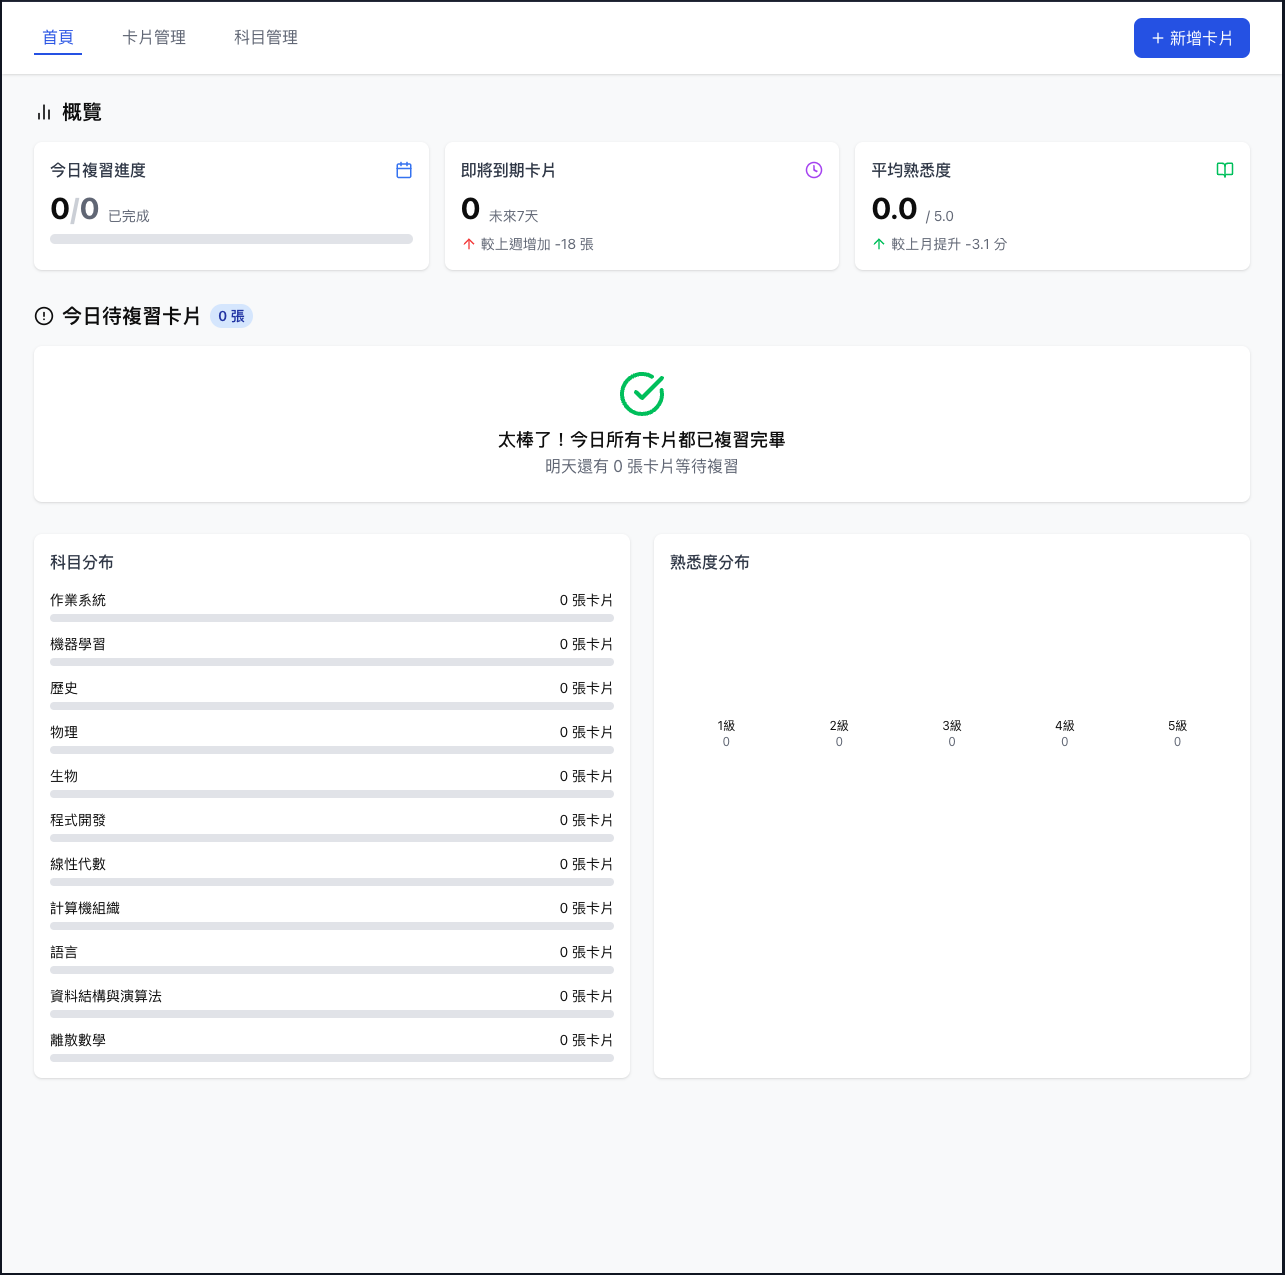 首頁 卡片管理 科目管理 + 新增卡片
概覽
今日複習進度
0/0 已完成
即將到期卡片
0 未來7天
較上週增加 -18 張
平均熟悉度
0.0 / 5.0
較上月提升 -3.1 分
今日待複習卡片 0 張
太棒了！今日所有卡片都已複習完畢
明天還有 0 張卡片等待複習
科目分布
作業系統 0 張卡片
機器學習 0 張卡片
歷史 0 張卡片
物理 0 張卡片
生物 0 張卡片
程式開發 0 張卡片
線性代數 0 張卡片
計算機組織 0 張卡片
語言 0 張卡片
資料結構與演算法 0 張卡片
離散數學 0 張卡片
熟悉度分布
1級 2級 3級 4級 5級
0 0 0 0 0